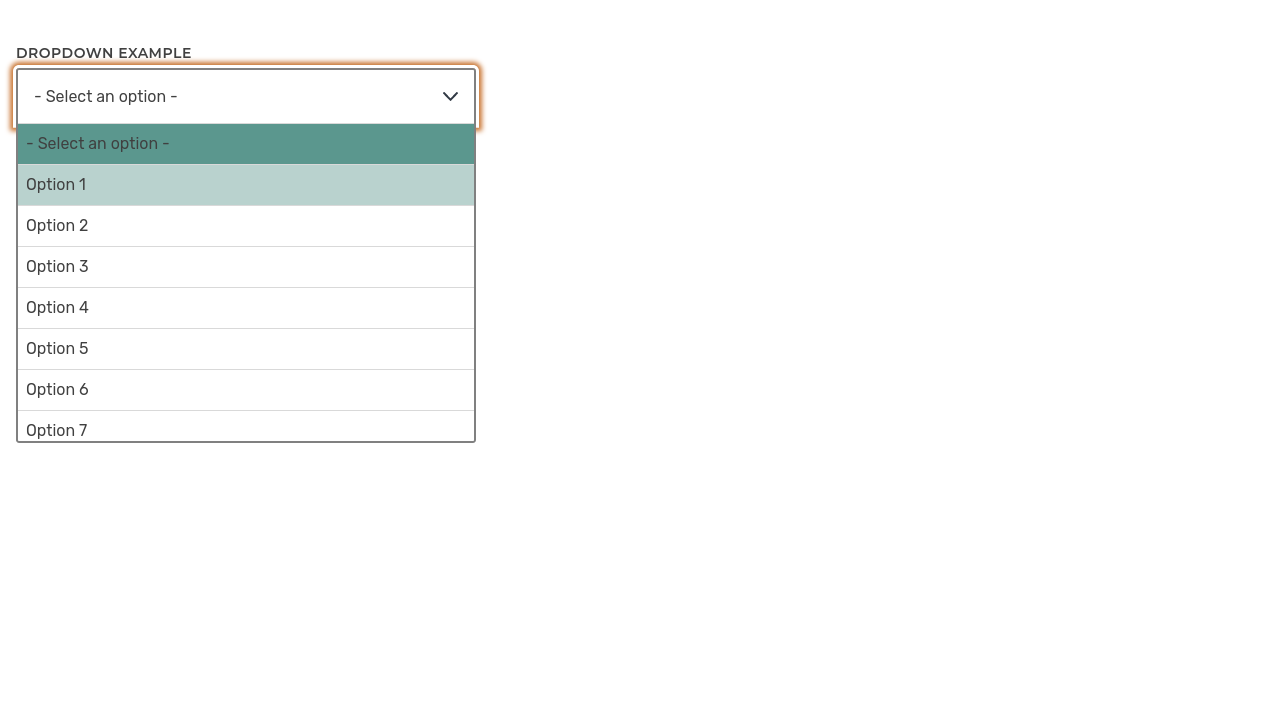 DROPDOWN EXAMPLE
- Select an option -
- Select an option -
Option 1
Option 2
Option 3
Option 4
Option 5
Option 6
Option 7